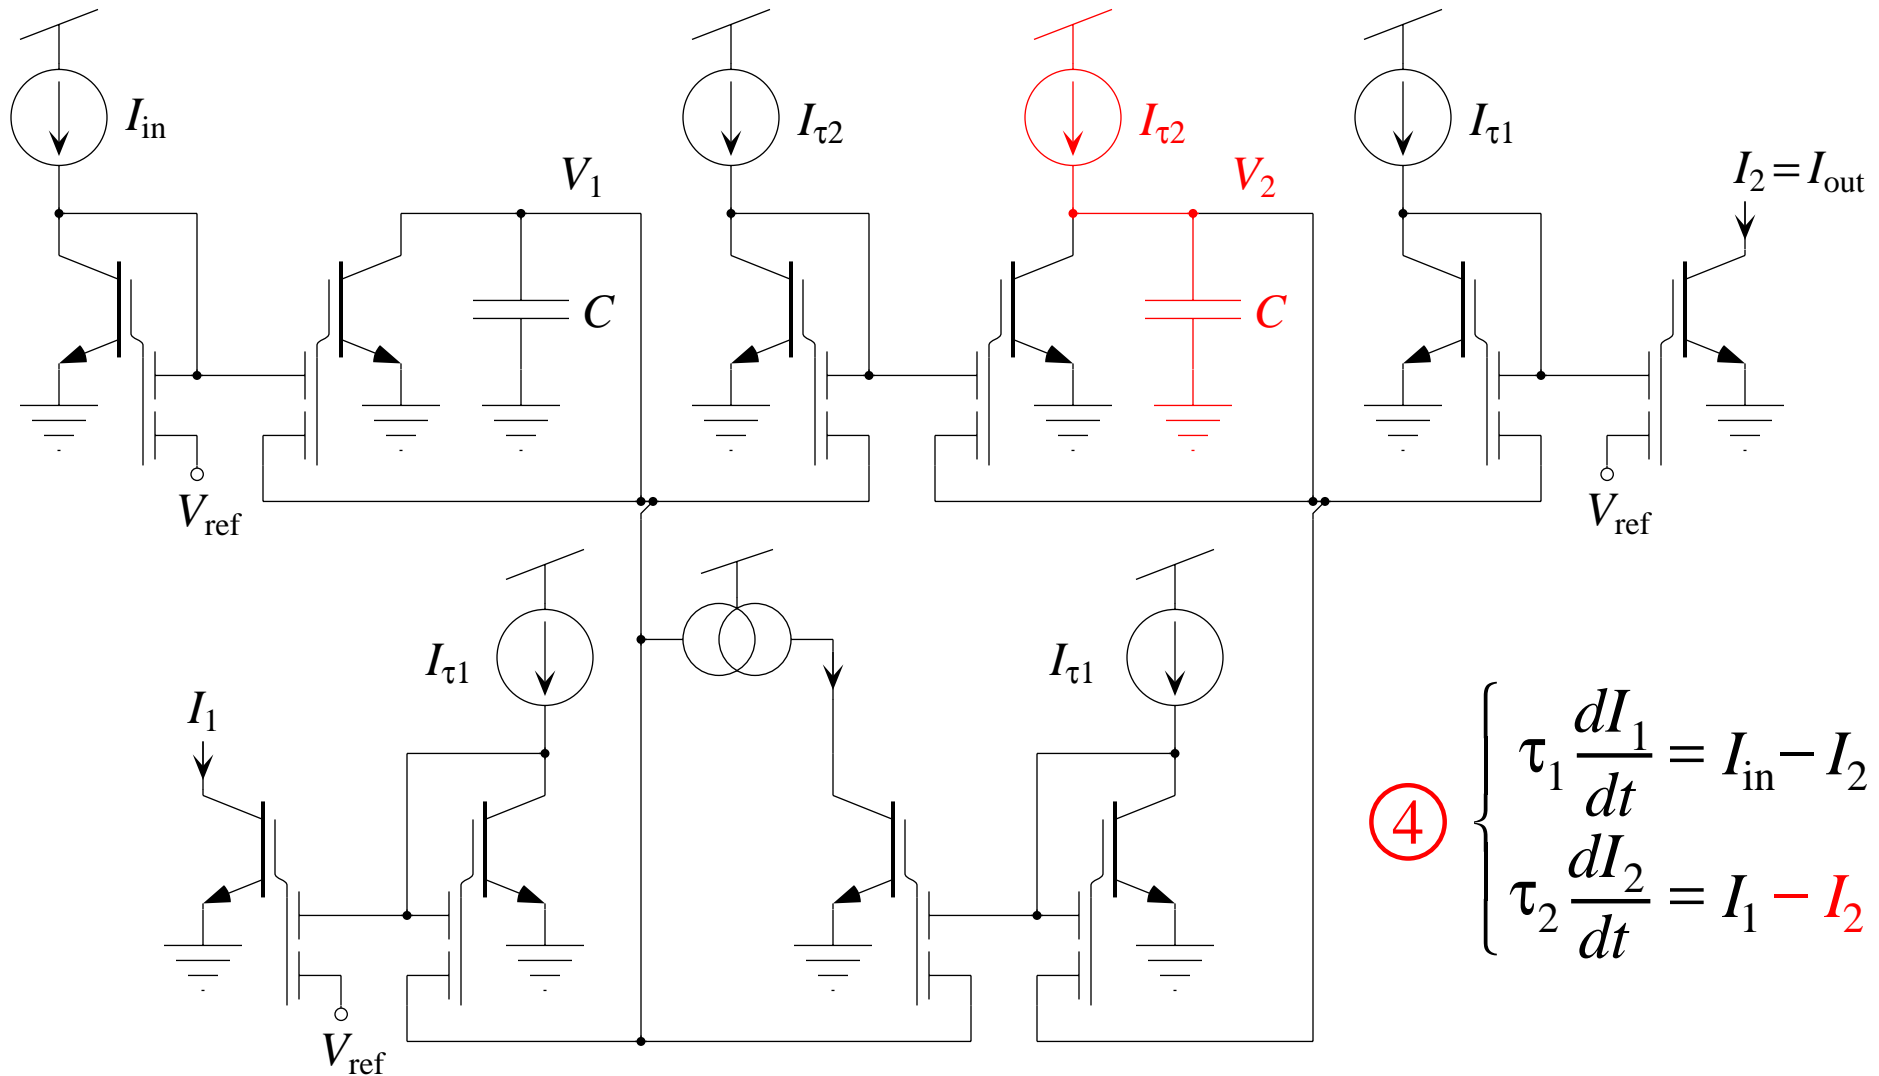 I_in
I_τ2
I_τ2
I_τ1
V_1
V_2
I_2 = I_out
C
C
V_ref
V_ref
I_τ1
I_τ1
I_1
V_ref
④
τ_1 dI_1/dt = I_in − I_2
τ_2 dI_2/dt = I_1 − I_2